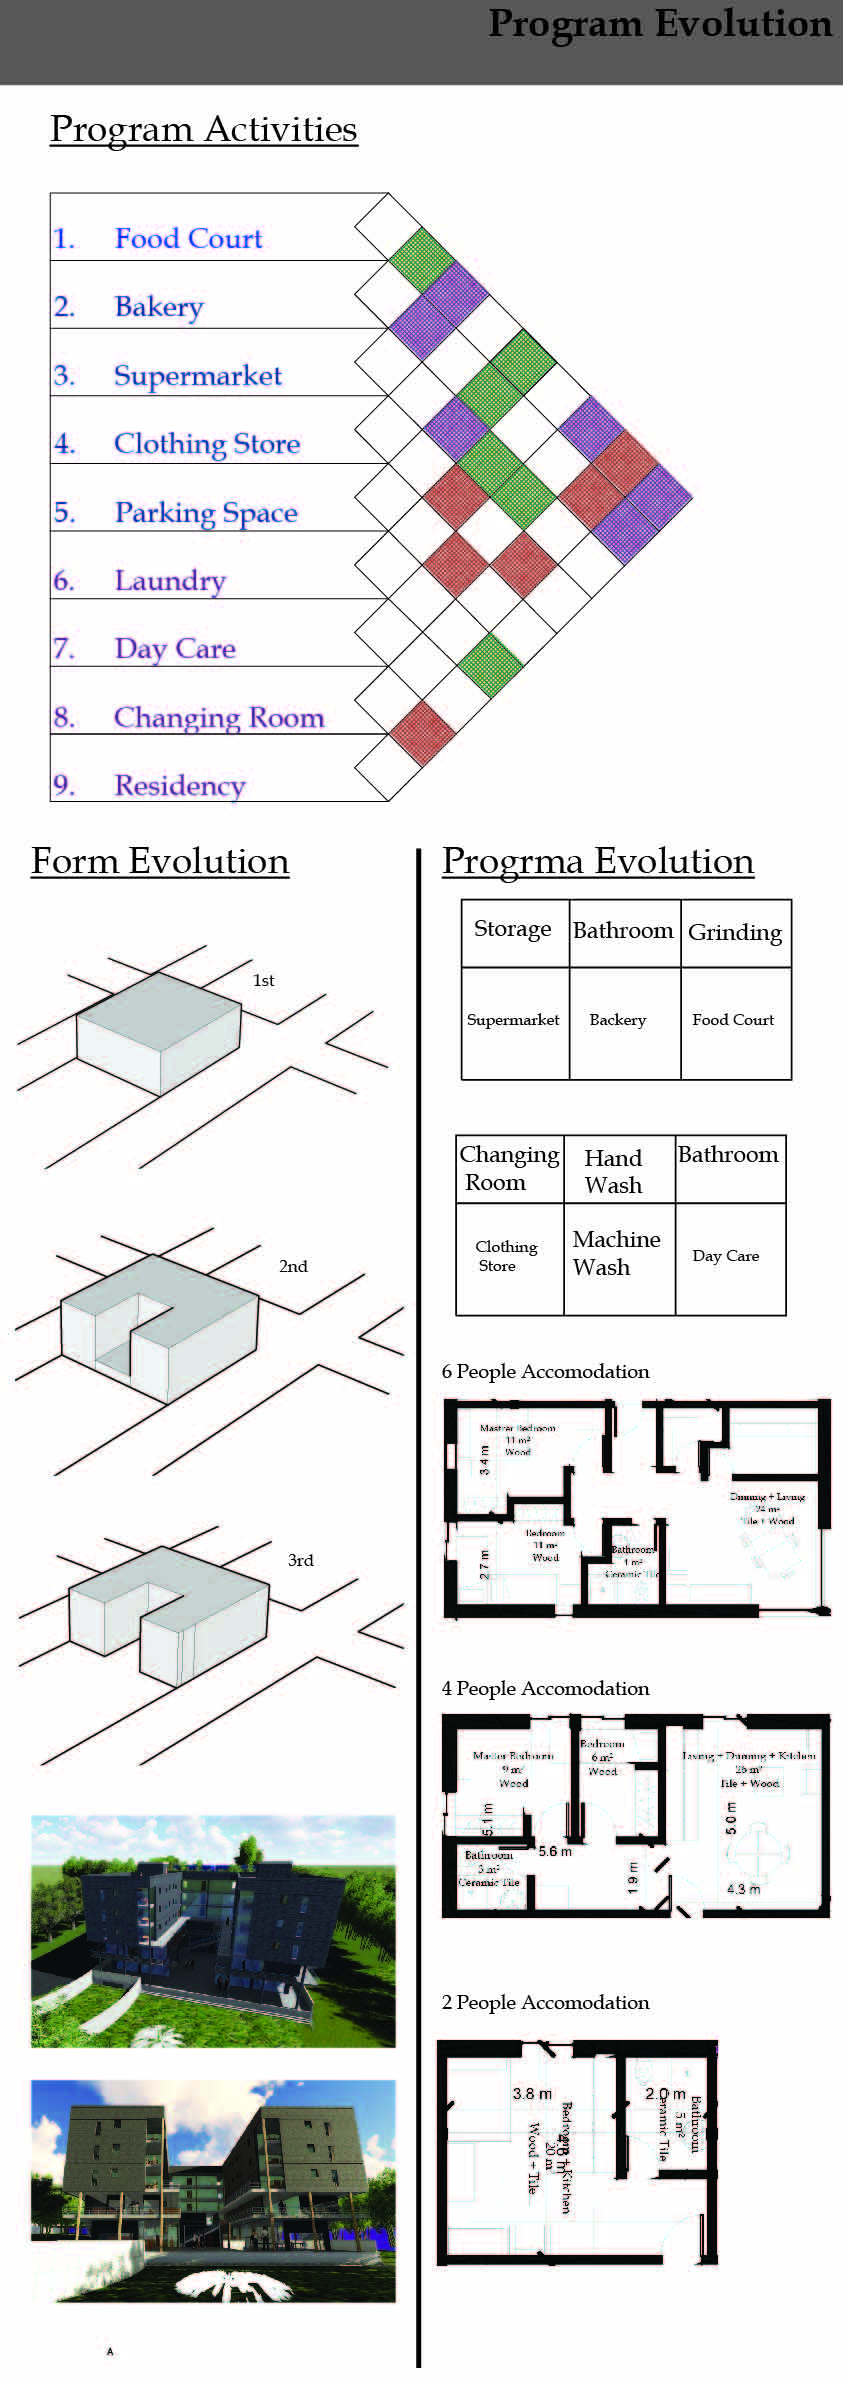 Program Evolution
Program Activities
1. Food Court
2. Bakery
3. Supermarket
4. Clothing Store
5. Parking Space
6. Laundry
7. Day Care
8. Changing Room
9. Residency
Form Evolution
1st
2nd
3rd
A
Progrma Evolution
Storage Bathroom Grinding
Supermarket Backery Food Court
Changing
Room
Hand
Wash
Bathroom
Clothing
Store
Machine
Wash
Day Care
6 People Accomodation
Master Bedroom
11 m²
Wood
3.4 m
Bedroom
11 m²
Wood
2.7 m
Bathroom
Ceramic Tile
Dinning + Living
24 m²
Tile + Wood
4 People Accomodation
Master Bedroom
9 m²
Wood
5.1 m
Bedroom
6 m²
Wood
Living + Dinning + Kitchen
26 m²
Tile + Wood
5.0 m
4.3 m
Bathroom
3 m²
Ceramic Tile
5.6 m
1.9 m
2 People Accomodation
3.8 m
2.0 m
Bedroom + Kitchen
20 m²
Wood + Tile
Bathroom
5 m²
Ceramic Tile